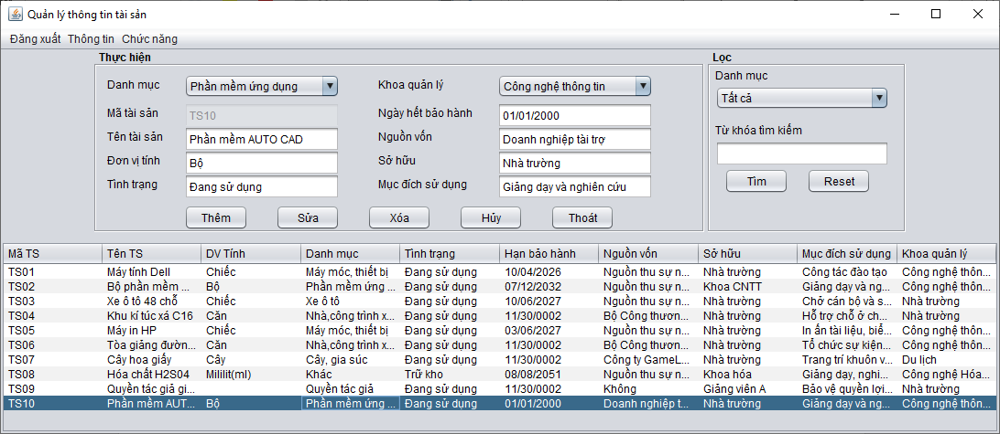 Quản lý thông tin tài sản
Đăng xuất Thông tin Chức năng
Thực hiện
Danh mục Phần mềm ứng dụng Khoa quản lý Công nghệ thông tin
Mã tài sản TS10 Ngày hết bảo hành 01/01/2000
Tên tài sản Phần mềm AUTO CAD Nguồn vốn Doanh nghiệp tài trợ
Đơn vị tính Bộ Sở hữu Nhà trường
Tình trạng Đang sử dụng Mục đích sử dụng Giảng dạy và nghiên cứu
Thêm Sửa Xóa Hủy Thoát
Lọc
Danh mục
Tất cả
Từ khóa tìm kiếm
Tìm Reset
Mã TS Tên TS DV Tính Danh mục Tình trạng Hạn bảo hành Nguồn vốn Sở hữu Mục đích sử dụng Khoa quản lý
TS01 Máy tính Dell Chiếc Máy móc, thiết bị Đang sử dụng 10/04/2026 Nguồn thu sự n... Nhà trường Công tác đào tạo Công nghệ thôn...
TS02 Bộ phần mềm ... Bộ Phần mềm ứng ... Đang sử dụng 07/12/2032 Nguồn thu sự n... Khoa CNTT Giảng dạy và ng... Công nghệ thôn...
TS03 Xe ô tô 48 chỗ Chiếc Xe ô tô Đang sử dụng 10/06/2027 Nguồn thu sự n... Nhà trường Chở cán bộ và s... Nhà trường
TS04 Khu kí túc xá C16 Căn Nhà,công trình x... Đang sử dụng 11/30/0002 Bộ Công thươn... Nhà trường Hỗ trợ chỗ ở ch... Nhà trường
TS05 Máy in HP Chiếc Máy móc, thiết bị Đang sử dụng 03/06/2027 Nguồn thu sự n... Nhà trường In ấn tài liệu, biể... Công nghệ thôn...
TS06 Tòa giảng đườn... Căn Nhà,công trình x... Đang sử dụng 11/30/0002 Bộ Công thươn... Nhà trường Tổ chức sự kiện... Công nghệ thôn...
TS07 Cây hoa giấy Cây Cây, gia súc Đang sử dụng 11/30/0002 Công ty GameL... Nhà trường Trang trí khuôn v... Du lịch
TS08 Hóa chất H2S04 Mililit(ml) Khác Trữ kho 08/08/2051 Nguồn thu sự n... Khoa hóa Giảng dạy, nghi... Công nghệ Hóa...
TS09 Quyền tác giả gi... Quyền tác giả Đang sử dụng 11/30/0002 Không Giảng viên A Bảo vệ quyền lợi... Nhà trường
TS10 Phần mềm AUT... Bộ Phần mềm ứng ... Đang sử dụng 01/01/2000 Doanh nghiệp t... Nhà trường Giảng dạy và ng... Công nghệ thôn...